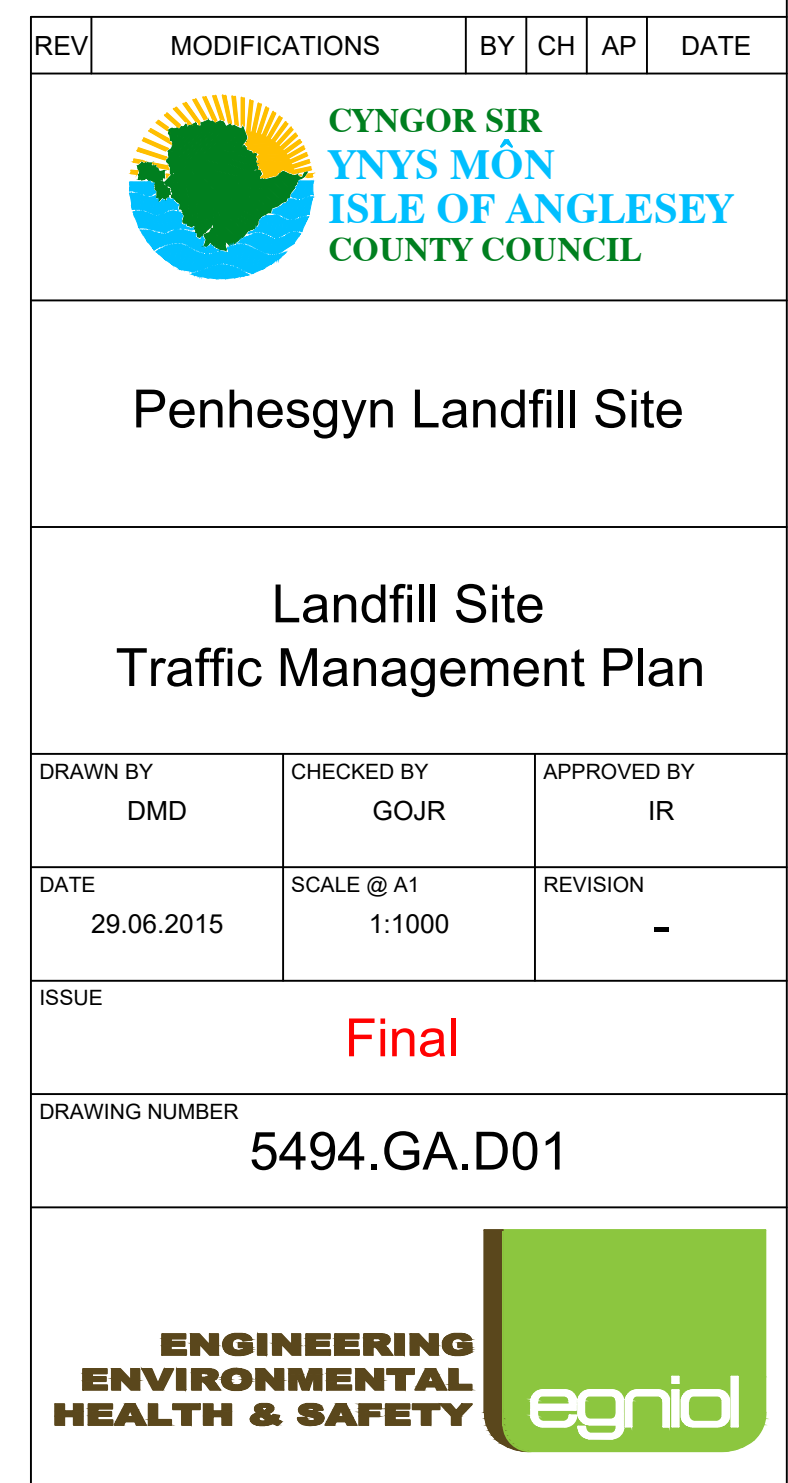 REV MODIFICATIONS BY CH AP DATE
CYNGOR SIR
YNYS MÔN
ISLE OF ANGLESEY
COUNTY COUNCIL
Penhesgyn Landfill Site
Landfill Site
Traffic Management Plan
DRAWN BY CHECKED BY APPROVED BY
DMD GOJR IR
DATE SCALE @ A1 REVISION
29.06.2015 1:1000 -
ISSUE
Final
DRAWING NUMBER
5494.GA.D01
ENGINEERING
ENVIRONMENTAL
HEALTH & SAFETY
egniol